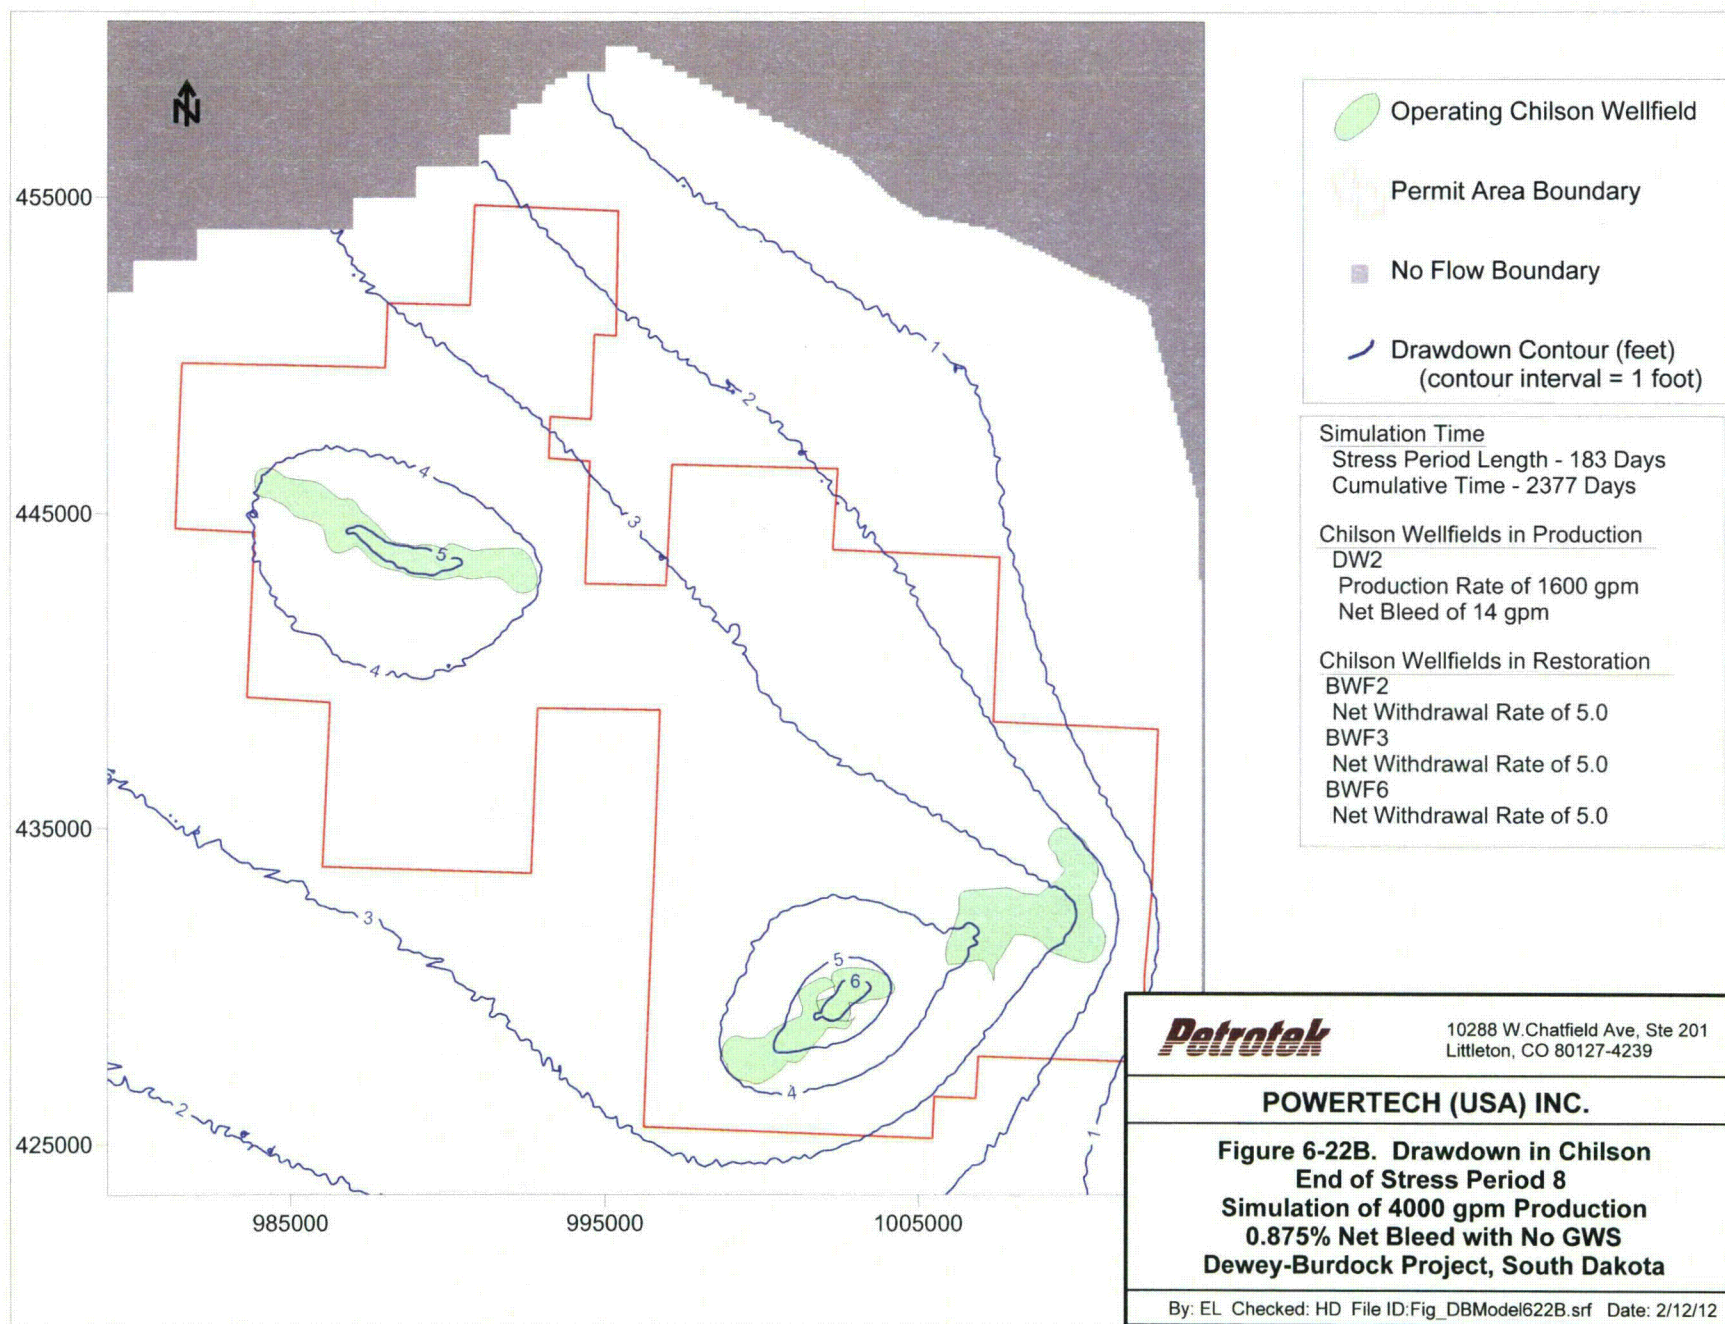 N
455000
445000
435000
425000
985000
995000
1005000
1
2
3
4
5
4
3
2
5
6
4
1
Operating Chilson Wellfield
Permit Area Boundary
No Flow Boundary
Drawdown Contour (feet)
(contour interval = 1 foot)
Simulation Time
Stress Period Length - 183 Days
Cumulative Time - 2377 Days
Chilson Wellfields in Production
DW2
Production Rate of 1600 gpm
Net Bleed of 14 gpm
Chilson Wellfields in Restoration
BWF2
Net Withdrawal Rate of 5.0
BWF3
Net Withdrawal Rate of 5.0
BWF6
Net Withdrawal Rate of 5.0
Petrotek
10288 W.Chatfield Ave, Ste 201
Littleton, CO 80127-4239
POWERTECH (USA) INC.
Figure 6-22B. Drawdown in Chilson
End of Stress Period 8
Simulation of 4000 gpm Production
0.875% Net Bleed with No GWS
Dewey-Burdock Project, South Dakota
By: EL Checked: HD File ID:Fig_DBModel622B.srf Date: 2/12/12